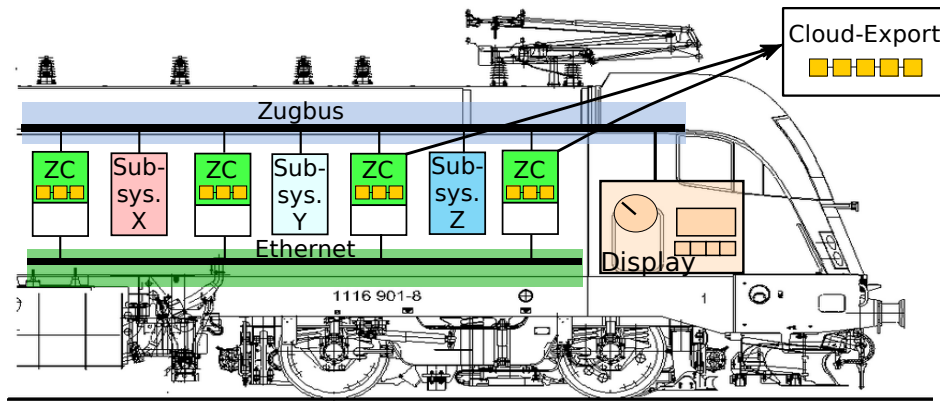 Cloud-Export
Zugbus
ZC
Sub-
sys.
X
ZC
Sub-
sys.
Y
ZC
Sub-
sys.
Z
ZC
Ethernet
Display
1116 901-8
1